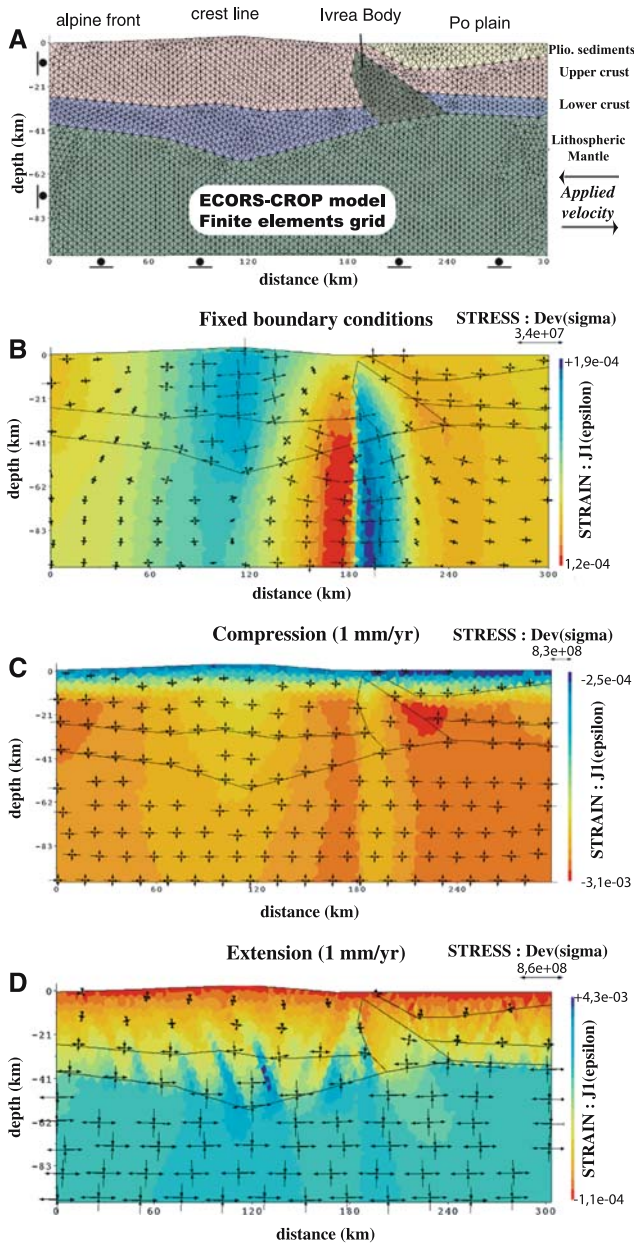 alpine front crest line Ivrea Body Po plain
A
0
-21
-41
-62
-83
depth (km)
Plio. sediments
Upper crust
Lower crust
Lithospheric
Mantle
Applied
velocity
ECORS-CROP model
Finite elements grid
0 60 120 180 240 30
distance (km)
Fixed boundary conditions STRESS : Dev(sigma)
3,4e+07
B
0
-21
-41
-62
-83
depth (km)
+1,9e-04
STRAIN : J1(epsilon)
1,2e-04
0 60 120 180 240 300
distance (km)
Compression (1 mm/yr) STRESS : Dev(sigma)
8,3e+08
C
0
-21
-41
-62
-83
depth (km)
-2,5e-04
STRAIN : J1(epsilon)
-3,1e-03
0 60 120 180 240
distance (km)
Extension (1 mm/yr) STRESS : Dev(sigma)
8,6e+08
D
0
-21
-41
-62
-83
depth (km)
+4,3e-03
STRAIN : J1(epsilon)
-1,1e-04
0 60 120 180 240 300
distance (km)